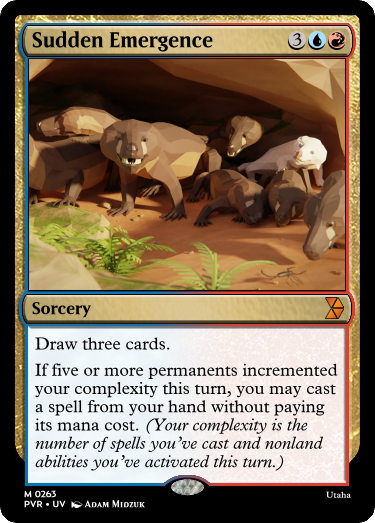 Sudden Emergence 3
Sorcery
Draw three cards.
If five or more permanents incremented
your complexity this turn, you may cast
a spell from your hand without paying
its mana cost. (Your complexity is the
number of spells you've cast and nonland
abilities you've activated this turn.)
M 0263
Utaha
PVR • UV Adam Midzuk